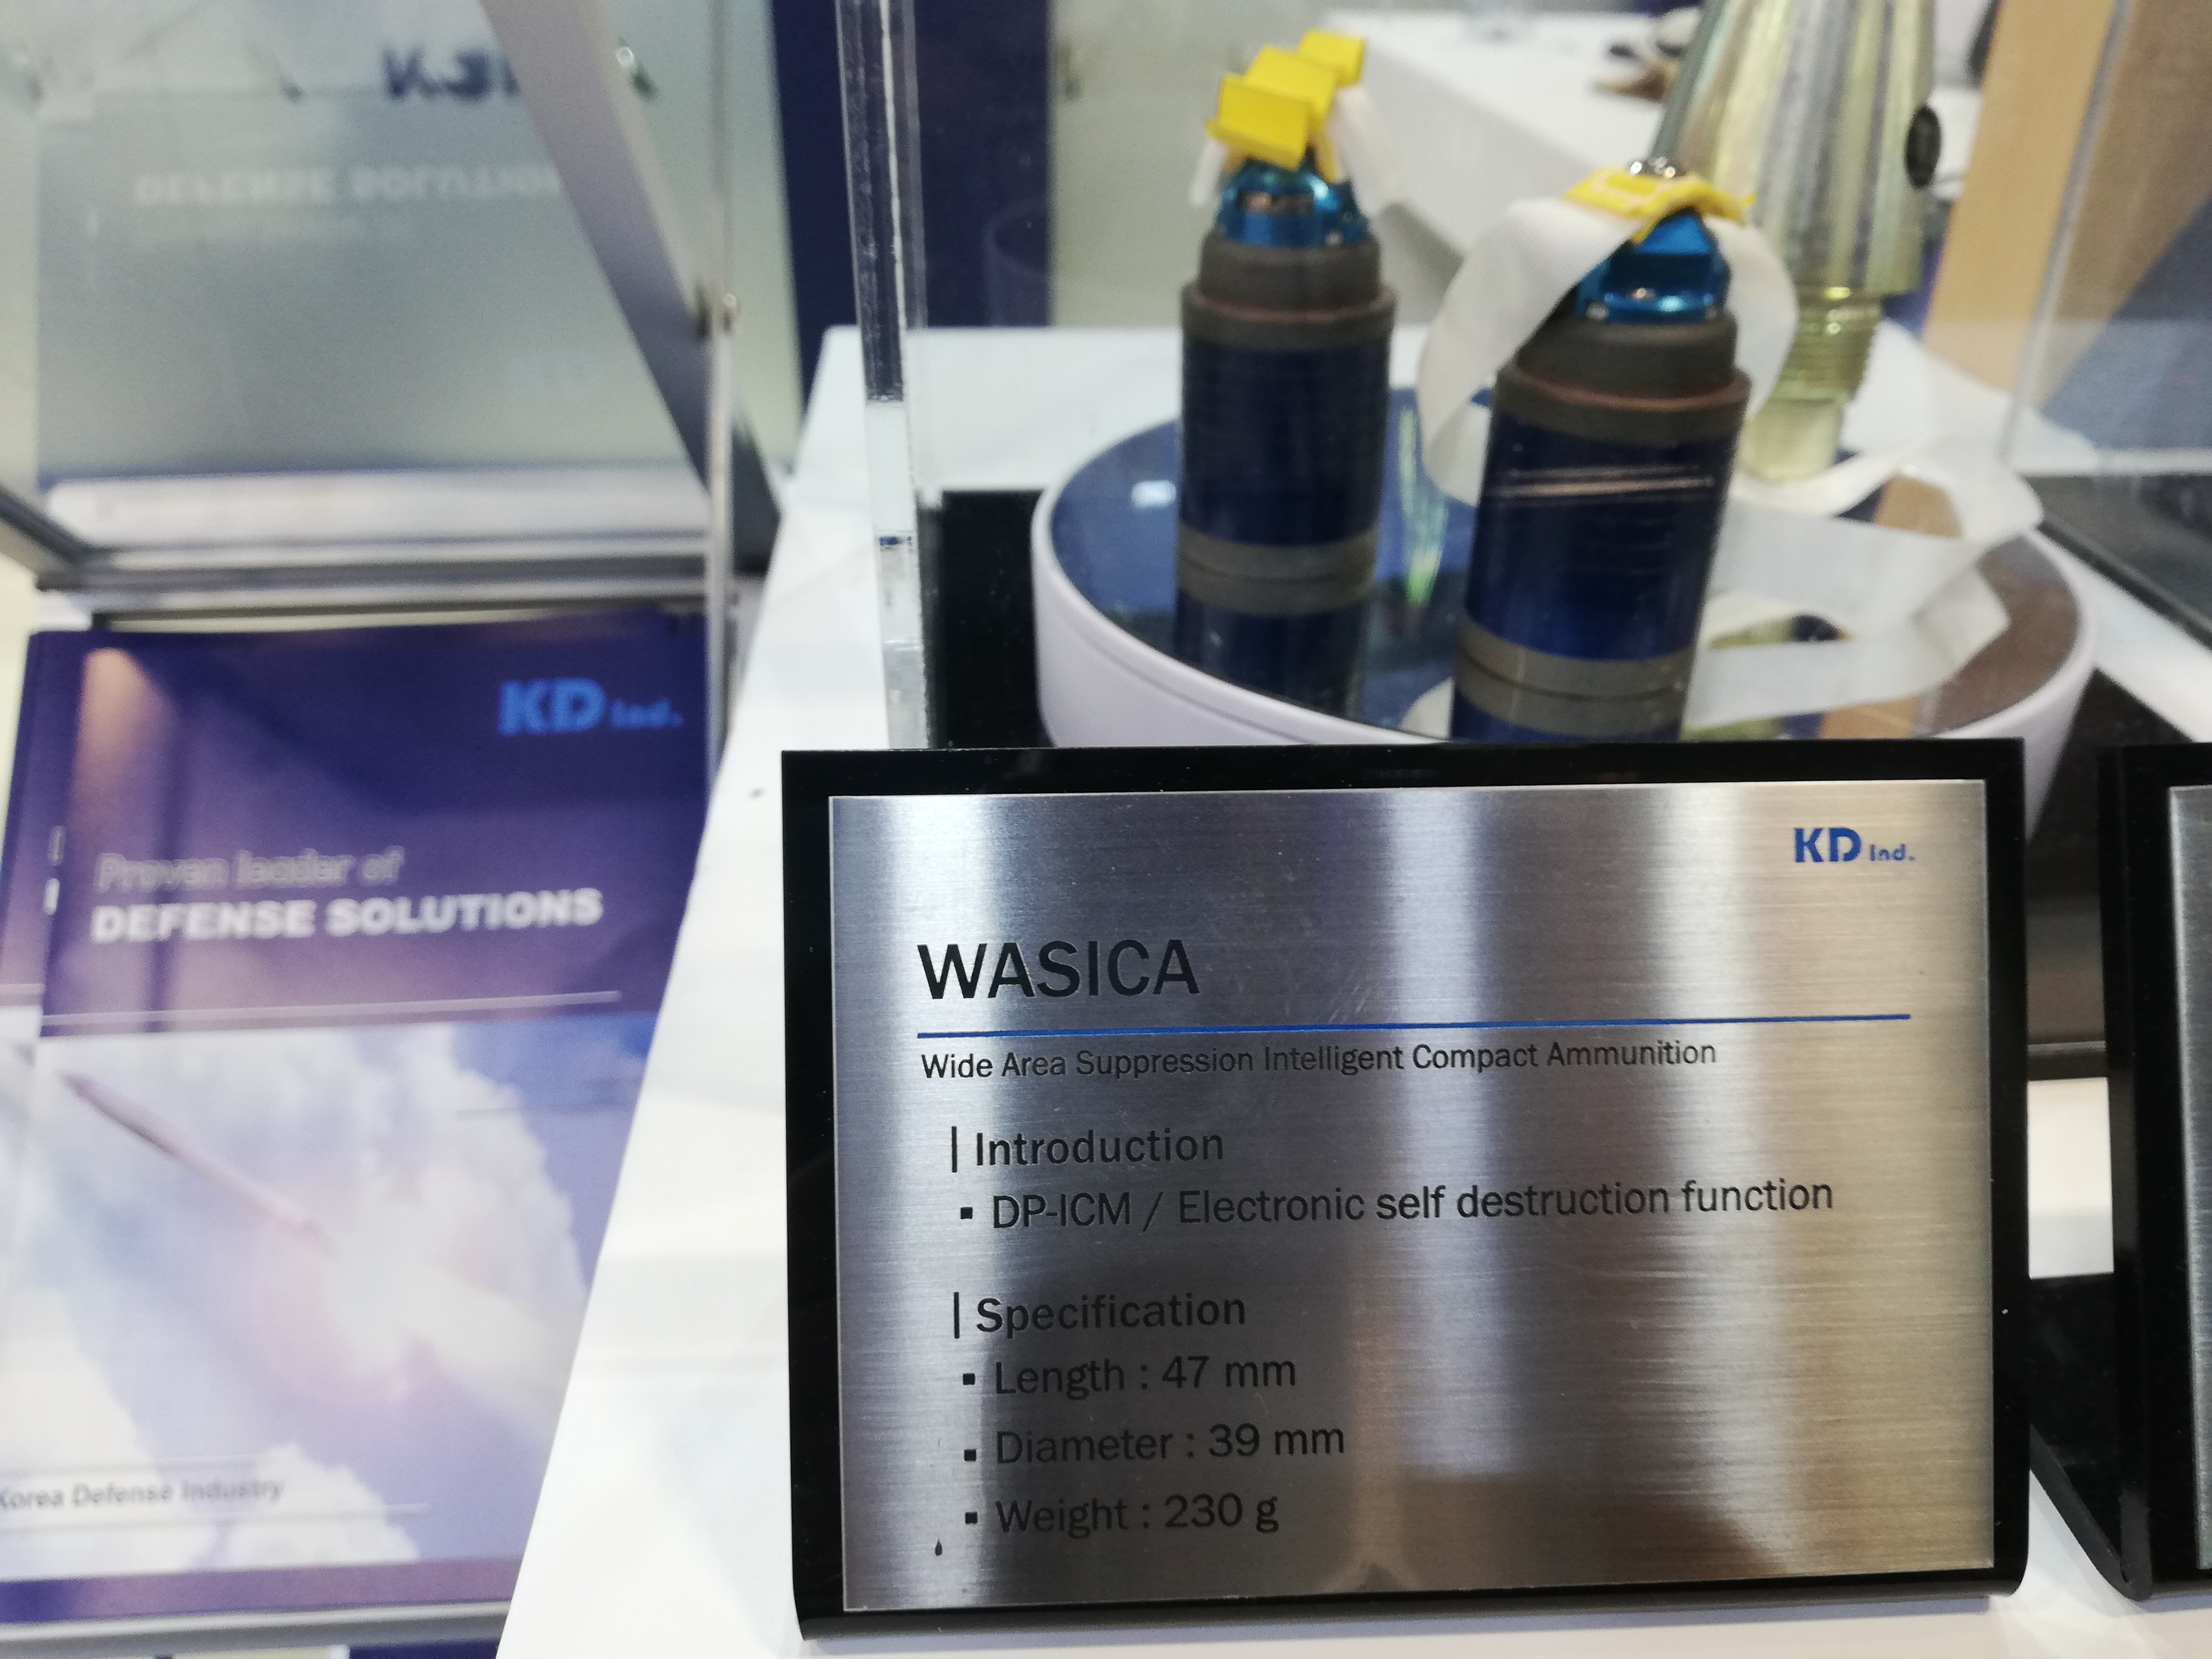 KD Ind.
Proven leader of
DEFENSE SOLUTIONS
Korea Defense Industry
KD Ind.
WASICA
Wide Area Suppression Intelligent Compact Ammunition
| Introduction
▪ DP-ICM / Electronic self destruction function
| Specification
▪ Length : 47 mm
▪ Diameter : 39 mm
▪ Weight : 230 g